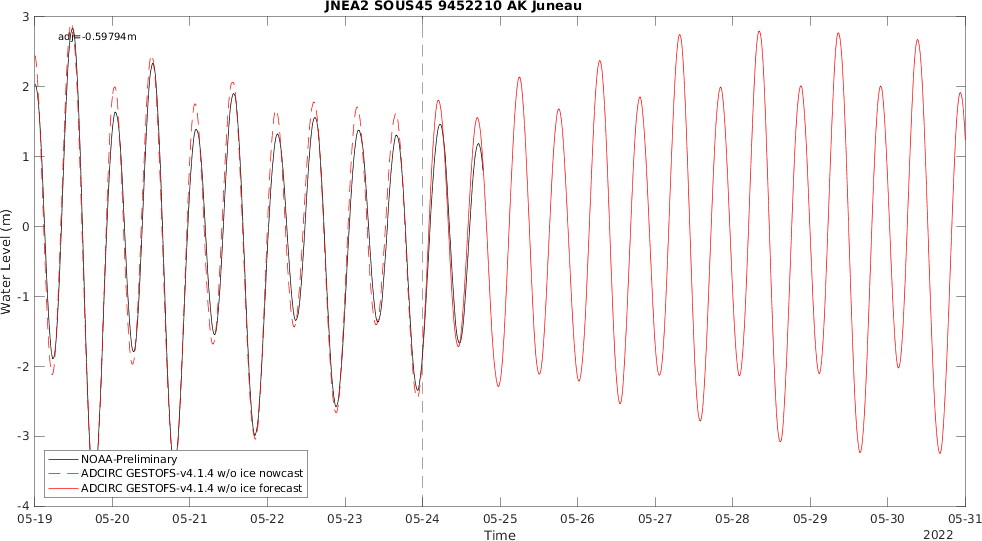 JNEA2 SOUS45 9452210 AK Juneau
adj=-0.59794m
3
2
1
0
-1
-2
-3
-4
Water Level (m)
NOAA-Preliminary
ADCIRC GESTOFS-v4.1.4 w/o ice nowcast
ADCIRC GESTOFS-v4.1.4 w/o ice forecast
05-19 05-20 05-21 05-22 05-23 05-24 05-25 05-26 05-27 05-28 05-29 05-30 05-31
Time
2022